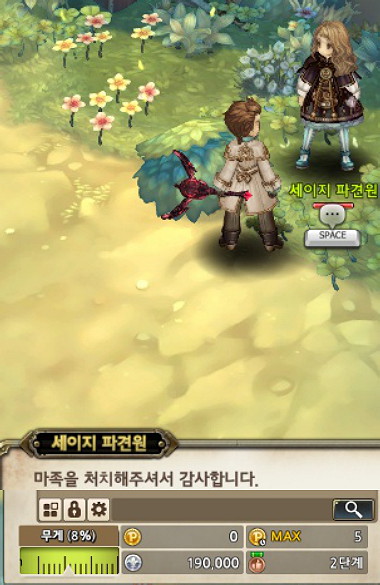 세이지 파견원
SPACE
세이지 파견원
마족을 처치해주셔서 감사합니다.
무게 (8%)
P 0
P MAX 5
190,000
2단계